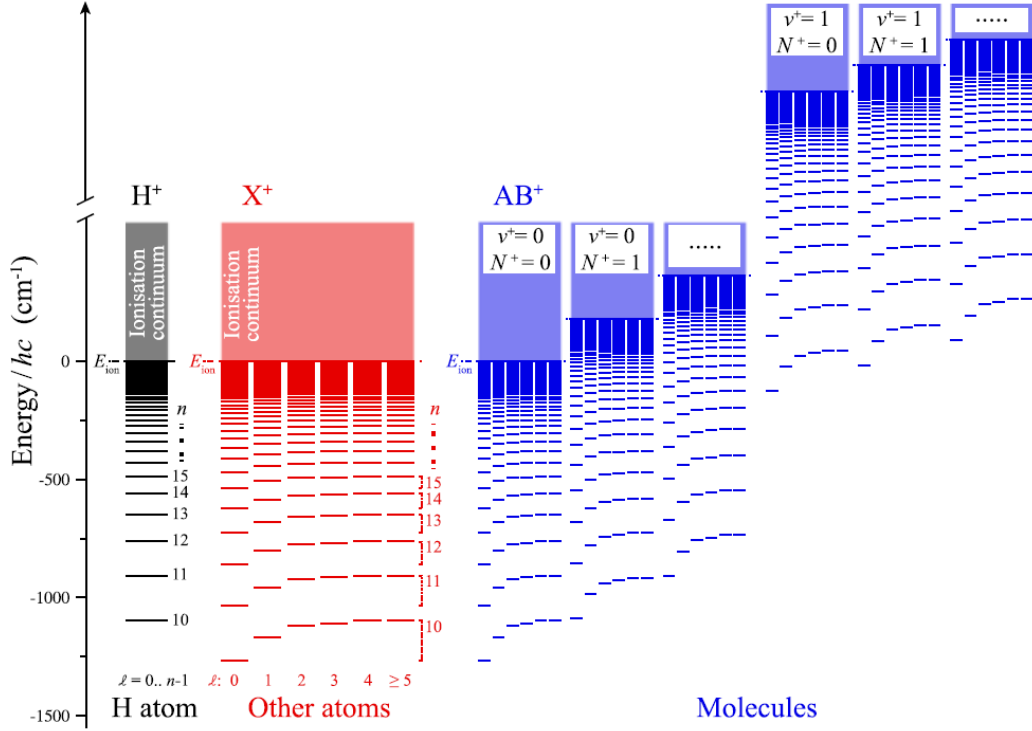 v⁺= 1
N⁺= 0
v⁺= 1
N⁺= 1
.....
H⁺
X⁺
AB⁺
Ionisation
continuum
Ionisation
continuum
v⁺= 0
N⁺= 0
v⁺= 0
N⁺= 1
.....
Energy / hc (cm⁻¹)
0
-500
-1000
-1500
E_ion
E_ion
E_ion
n
15
14
13
12
11
10
n
15
14
13
12
11
10
ℓ = 0.. n-1
ℓ: 0 1 2 3 4 ≥ 5
H atom
Other atoms
Molecules